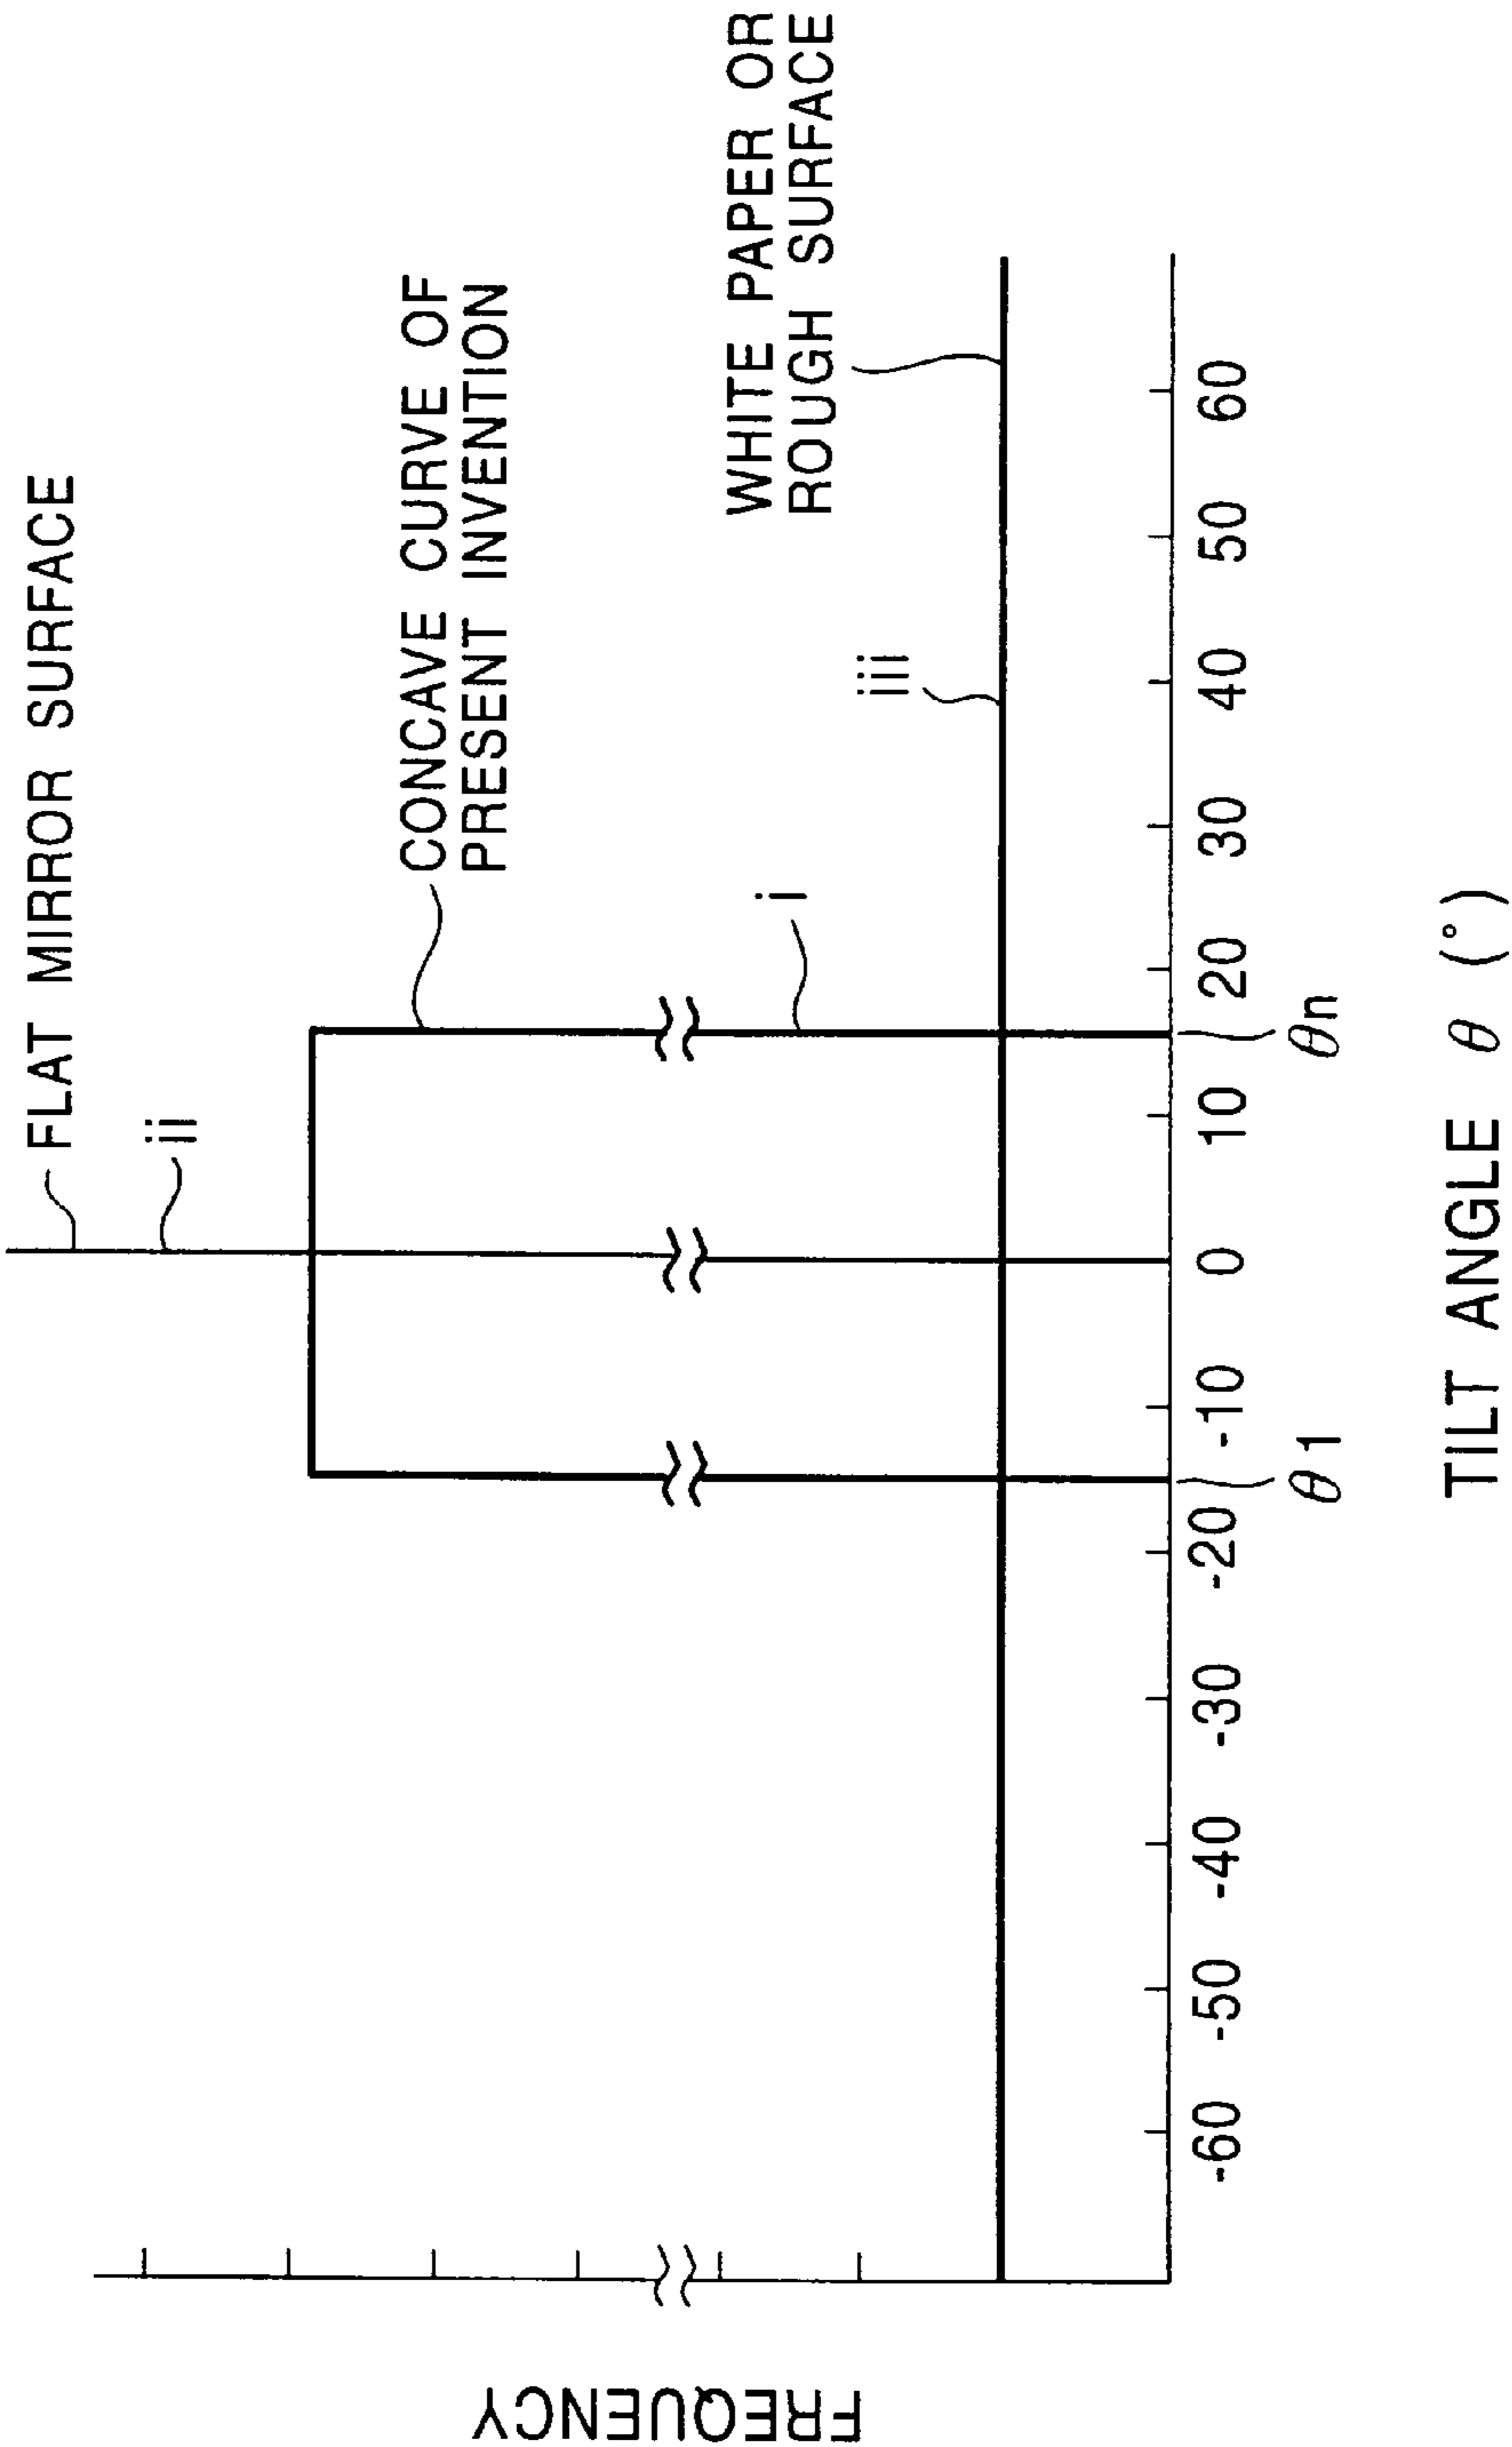 FLAT MIRROR SURFACE
ii
CONCAVE CURVE OF
PRESENT INVENTION
i
WHITE PAPER OR
ROUGH SURFACE
iii
FREQUENCY
-60 -50 -40 -30 -20 -10 0 10 20 30 40 50 60
θ1 θn
TILT ANGLE θ (°)